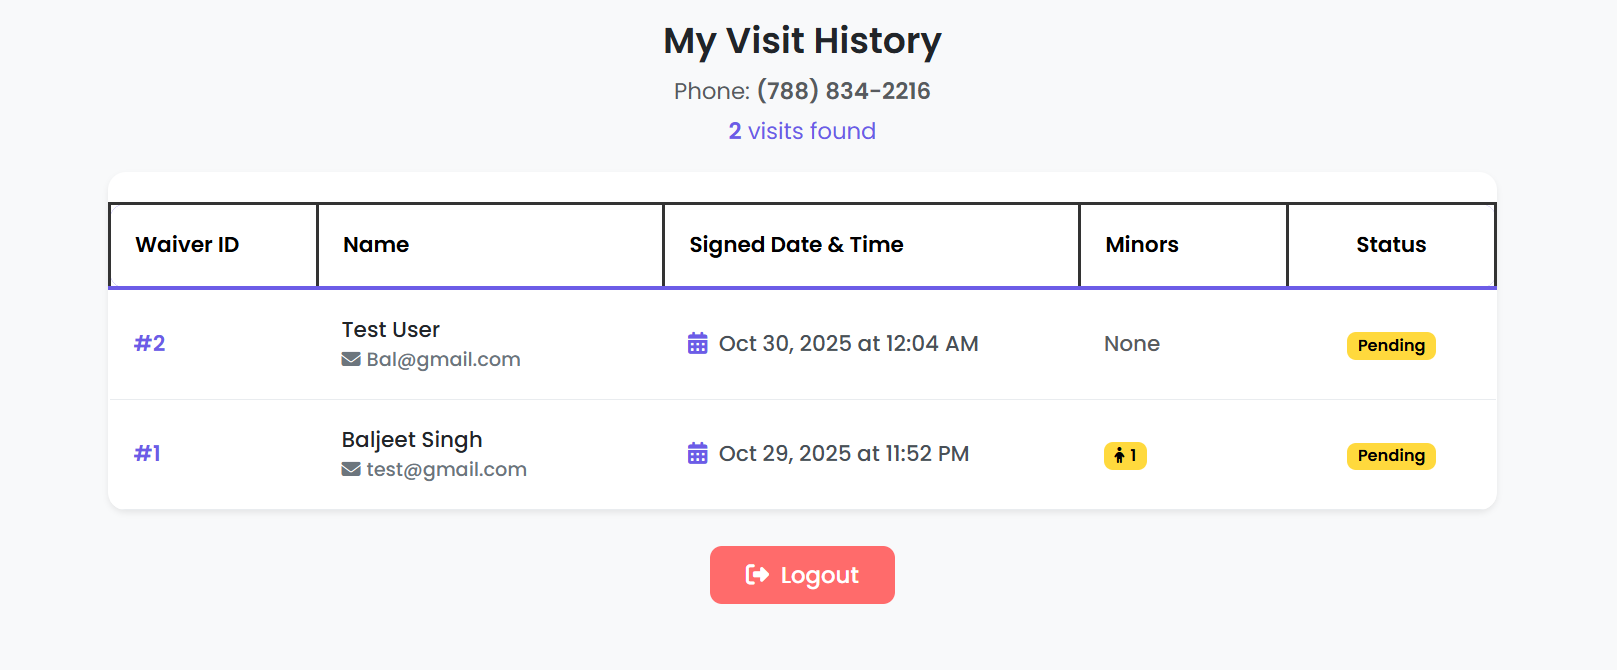 My Visit History
Phone: (788) 834-2216
2 visits found
Waiver ID Name Signed Date & Time Minors Status
#2 Test User Bal@gmail.com Oct 30, 2025 at 12:04 AM None Pending
#1 Baljeet Singh test@gmail.com Oct 29, 2025 at 11:52 PM 1 Pending
Logout